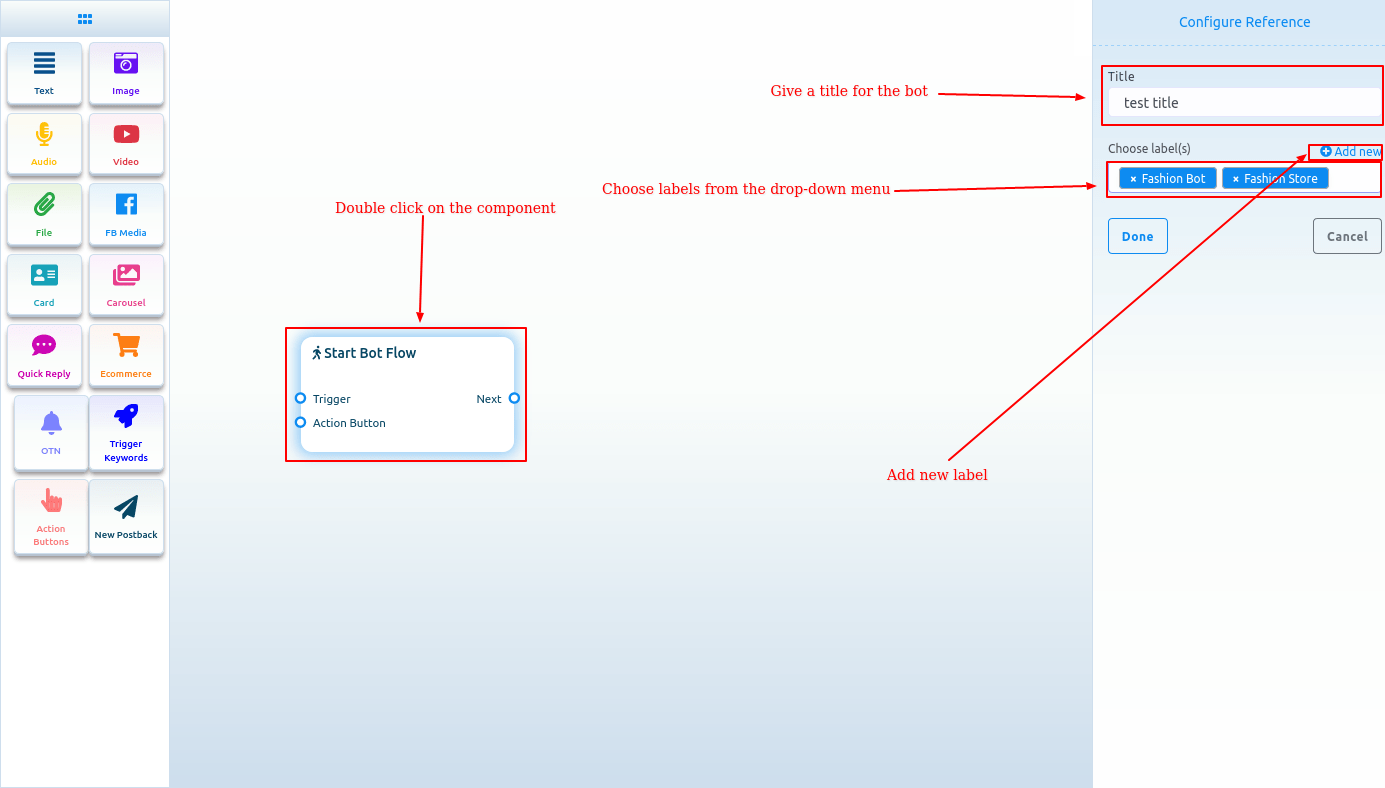 Text
Image
Audio
Video
File
FB Media
Card
Carousel
Quick Reply
Ecommerce
OTN
Trigger
Keywords
Action
Buttons
New Postback
Double click on the component
Start Bot Flow
Trigger
Next
Action Button
Give a title for the bot
Choose labels from the drop-down menu
Add new label
Configure Reference
Title
test title
Choose label(s)
Add new
× Fashion Bot
× Fashion Store
Done
Cancel